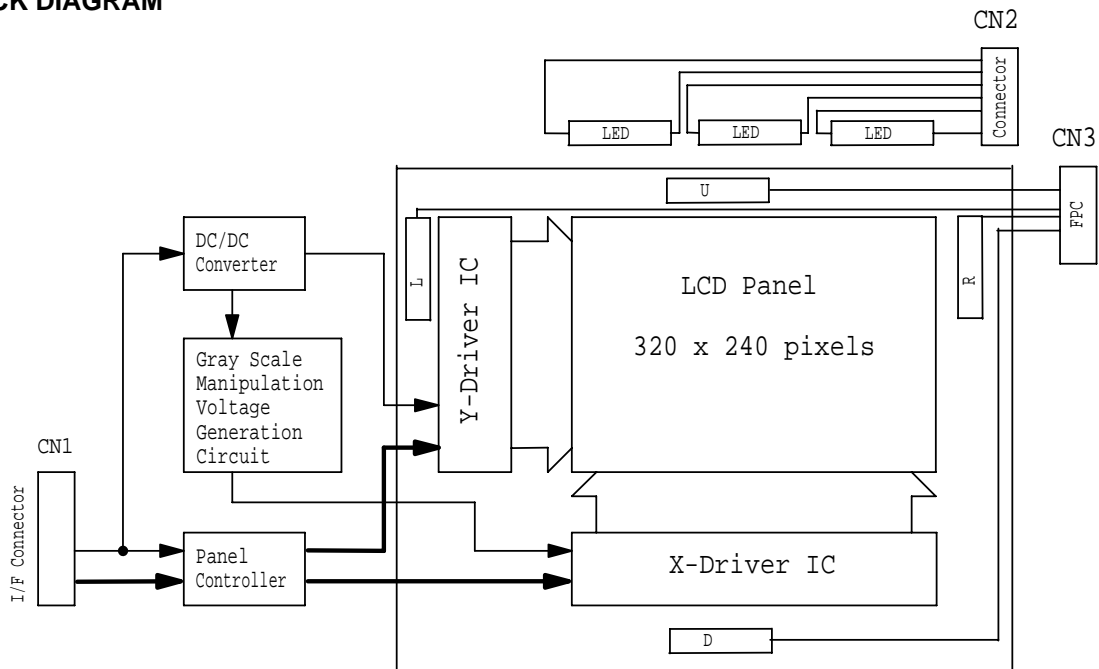 CK DIAGRAM
CN2
Connector
LED
LED
LED
CN3
FPC
U
L
R
DC/DC
Converter
Y-Driver IC
LCD Panel
320 x 240 pixels
Gray Scale
Manipulation
Voltage
Generation
Circuit
CN1
I/F Connector
Panel
Controller
X-Driver IC
D